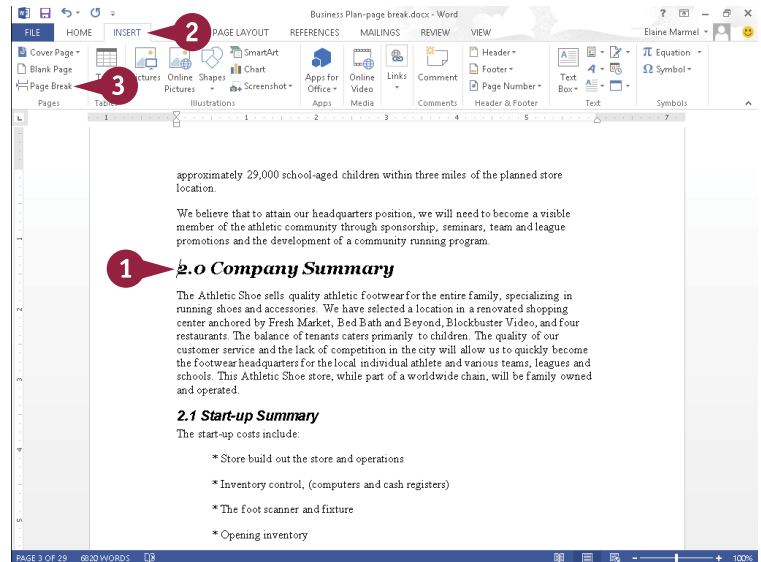 Business Plan-page break.docx - Word
FILE HOME INSERT 2 PAGE LAYOUT REFERENCES MAILINGS REVIEW VIEW Elaine Marmel
Cover Page
Blank Page
Page Break
3
Pages
Tables
Pictures
Online
Pictures
Shapes
SmartArt
Chart
Screenshot
Illustrations
Apps for
Office
Apps
Online
Video
Media
Links
Comment
Comments
Header
Footer
Page Number
Header & Footer
Text
Box
Text
Equation
Symbol
Symbols
1 1 2 3 4 5 7
approximately 29,000 school-aged children within three miles of the planned store
location.
We believe that to attain our headquarters position, we will need to become a visible
member of the athletic community through sponsorship, seminars, team and league
promotions and the development of a community running program.
1
2.0 Company Summary
The Athletic Shoe sells quality athletic footwear for the entire family, specializing in
running shoes and accessories. We have selected a location in a renovated shopping
center anchored by Fresh Market, Bed Bath and Beyond, Blockbuster Video, and four
restaurants. The balance of tenants caters primarily to children. The quality of our
customer service and the lack of competition in the city will allow us to quickly become
the footwear headquarters for the local individual athlete and various teams, leagues and
schools. This Athletic Shoe store, while part of a worldwide chain, will be family owned
and operated.
2.1 Start-up Summary
The start-up costs include:
* Store build out the store and operations
* Inventory control, (computers and cash registers)
* The foot scanner and fixture
* Opening inventory
PAGE 3 OF 29 6820 WORDS 100%